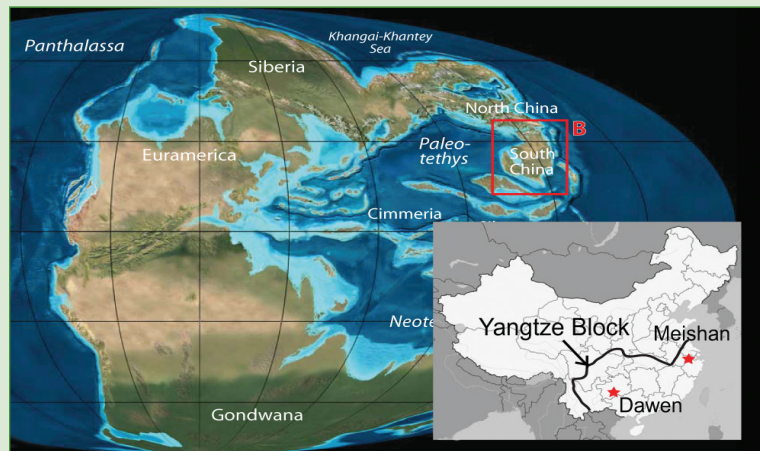 Panthalassa
Khangai-Khantey
Sea
Siberia
North China
B
Euramerica
Paleo-
tethys
South
China
Cimmeria
Neote
Gondwana
Yangtze Block
Meishan
Dawen